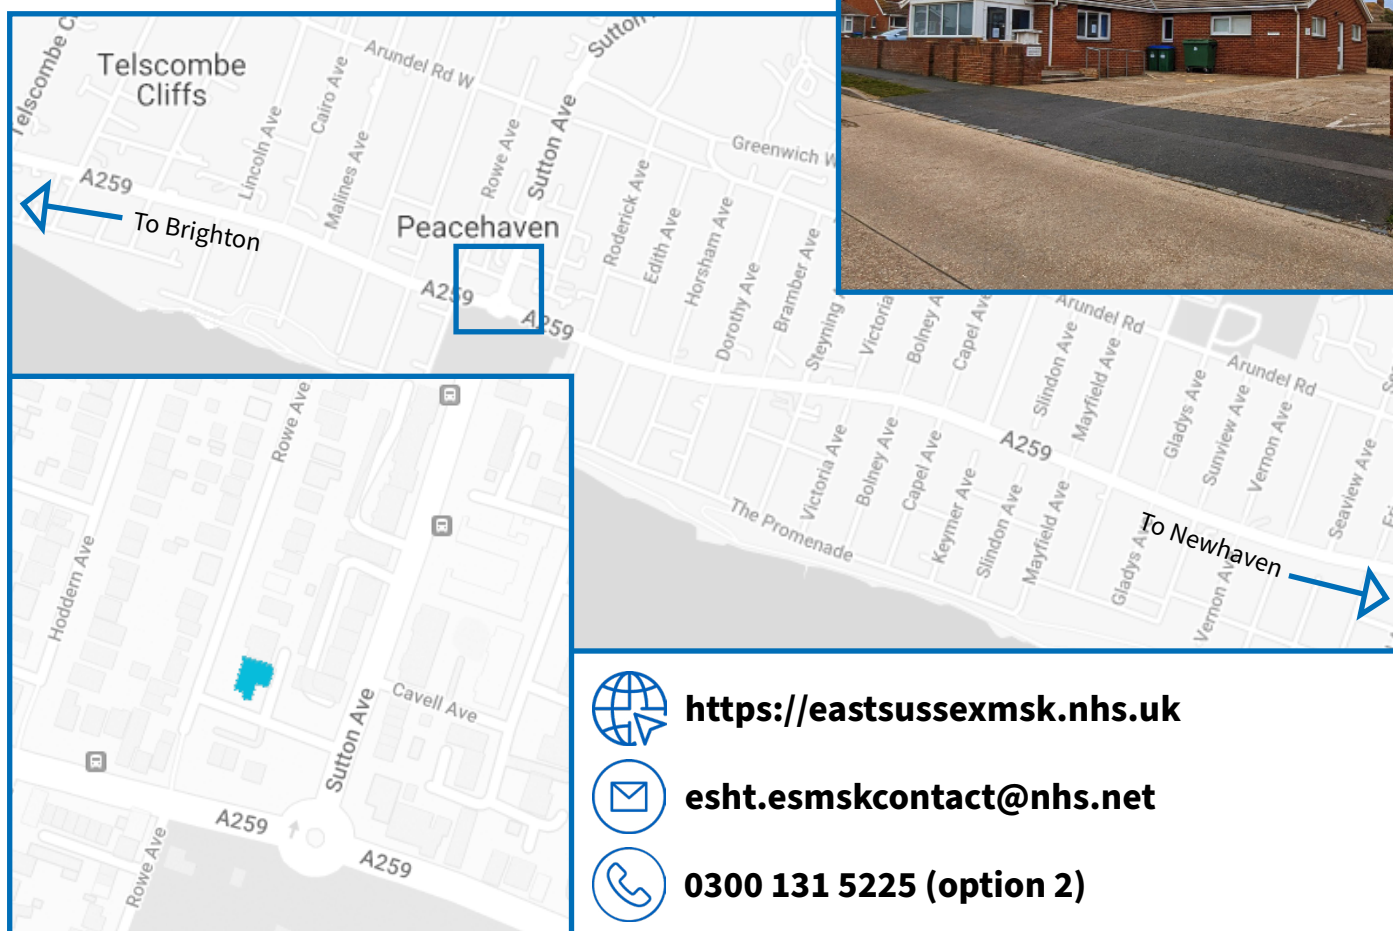 Telscombe C
Telscombe
Cliffs
Arundel Rd W
Sutton
Cairo Ave
Lincoln Ave
Malines Ave
Rowe Ave
Sutton Ave
Greenwich W
A259
To Brighton
Peacehaven
A259
A259
Roderick Ave
Edith Ave
Horsham Ave
Dorothy Ave
Bramber Ave
Steyning
Victoria
Bolney A
Capel Ave
Arundel Rd
Slindon Ave
Mayfield Ave
Gladys Ave
Sunview Ave
Vernon Ave
Arundel Rd
Seaview Ave
A259
Victoria Ave
Bolney Ave
Capel Ave
Keymer Ave
Slindon Ave
Mayfield Ave
Gladys A
Vernon Av
The Promenade
To Newhaven
Rowe Ave
Hoddern Ave
Cavell Ave
Sutton Ave
A259
A259
Rowe Ave
https://eastsussexmsk.nhs.uk
esht.esmskcontact@nhs.net
0300 131 5225 (option 2)